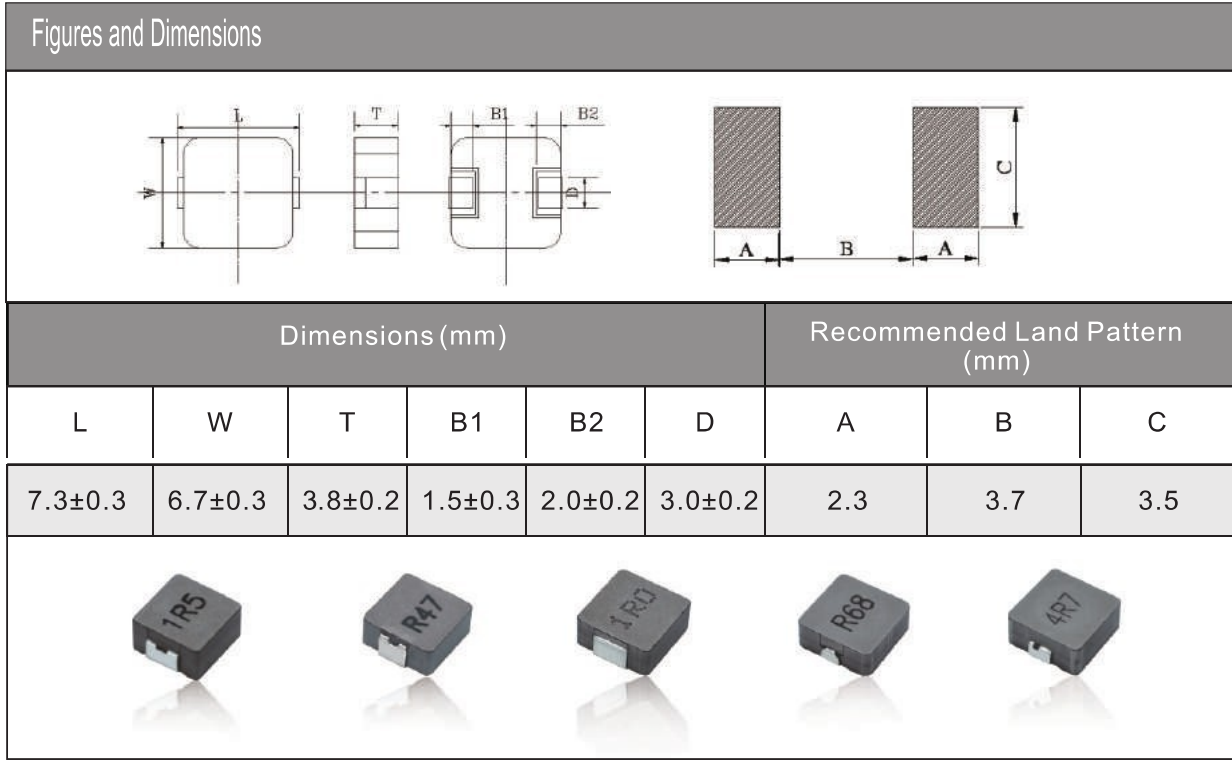 Figures and Dimensions
L
T
B1
B2
W
D
C
A
B
A
Dimensions (mm)
Recommended Land Pattern
(mm)
L W T B1 B2 D A B C
7.3±0.3 6.7±0.3 3.8±0.2 1.5±0.3 2.0±0.2 3.0±0.2 2.3 3.7 3.5
1R5
R47
1R0
R68
4R7